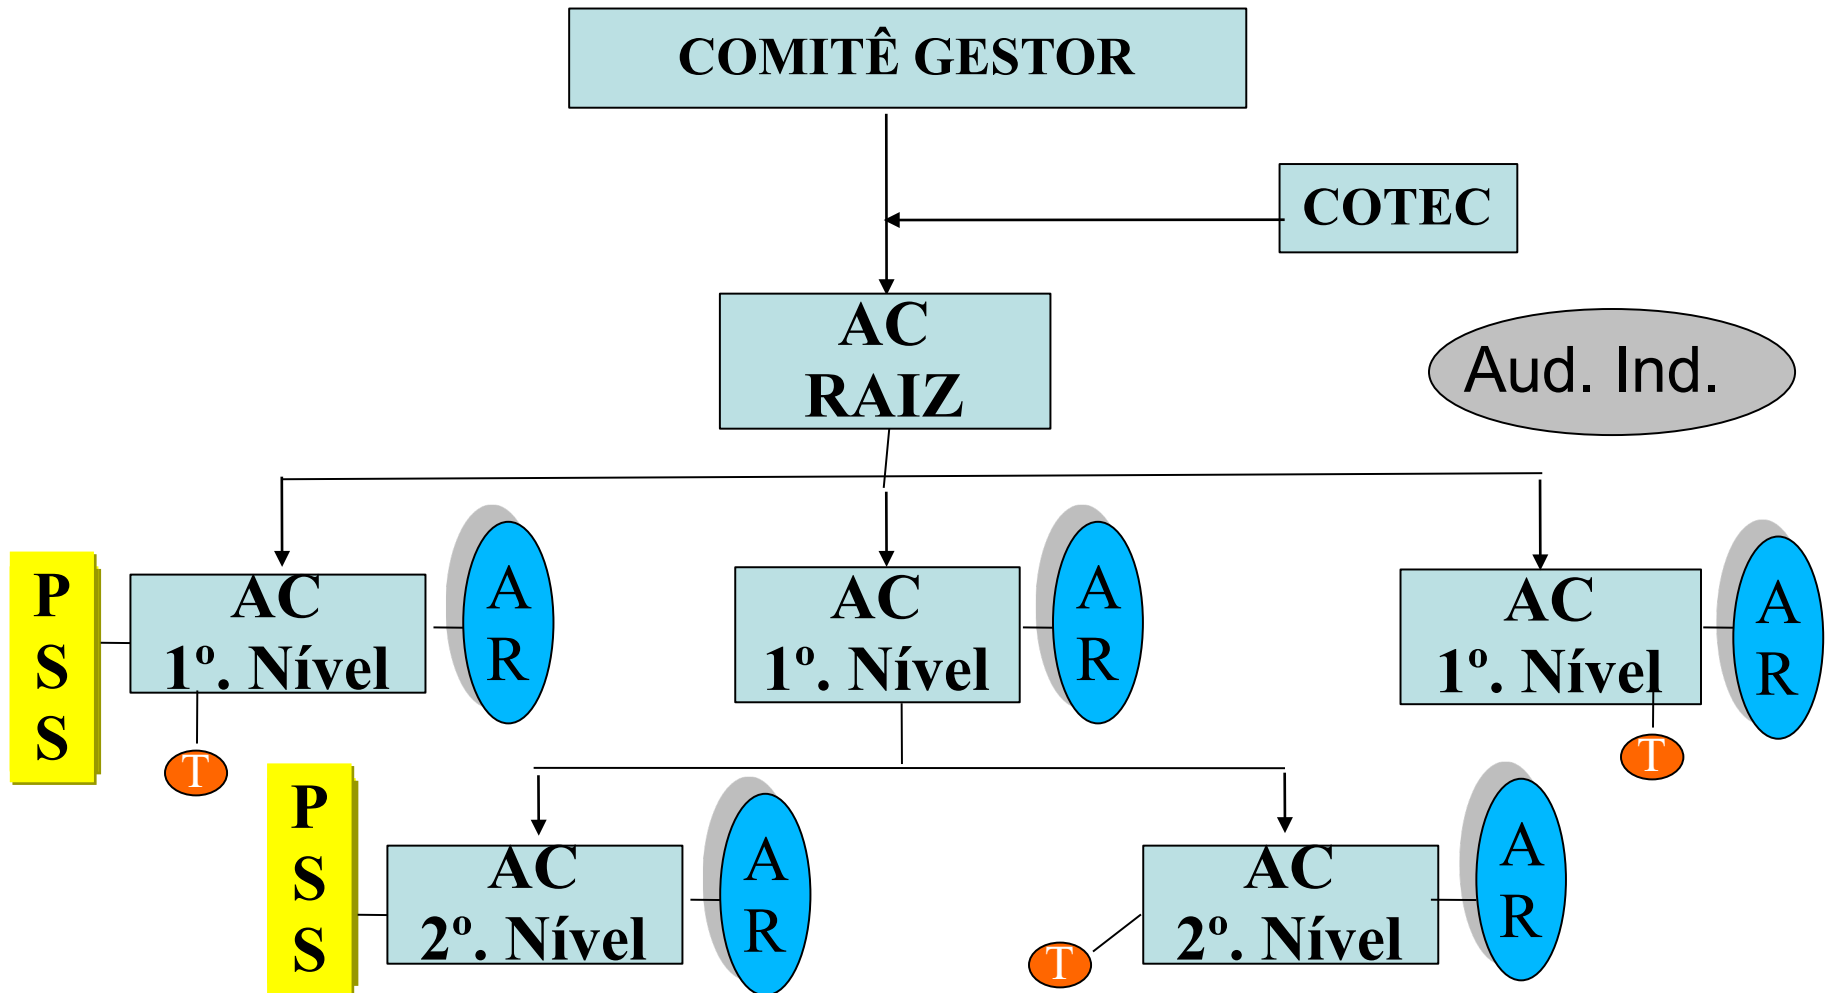 COMITÊ GESTOR
COTEC
AC
RAIZ
Aud. Ind.
P
S
S
AC
1º. Nível
A
R
AC
1º. Nível
A
R
AC
1º. Nível
A
R
T
T
P
S
S
AC
2º. Nível
A
R
T
AC
2º. Nível
A
R